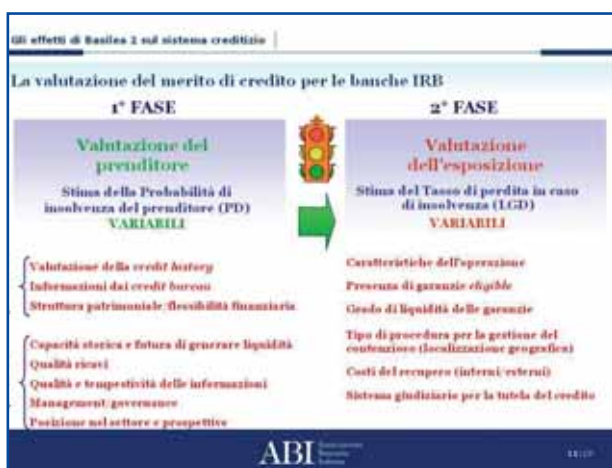 Gli effetti di Basilea 2 sul sistema creditizio
La valutazione del merito di credito per le banche IRB
1° FASE
Valutazione del
prenditore
Stima della Probabilità di
insolvenza del prenditore (PD)
VARIABILI
Valutazione della credit history
Informazioni dai credit bureau
Struttura patrimoniale/flessibilità finanziaria
Capacità storica e futura di generare liquidità
Qualità ricavi
Qualità e tempestività delle informazioni
Management/governance
Posizione nel settore e prospettive
2° FASE
Valutazione
dell'esposizione
Stima del Tasso di perdita in caso
di insolvenza (LGD)
VARIABILI
Caratteristiche dell'operazione
Presenza di garanzie eligible
Grado di liquidità delle garanzie
Tipo di procedura per la gestione del
contenzioso (localizzazione geografica)
Costi del recupero (interni/esterni)
Sistema giudiziario per la tutela del credito
ABI